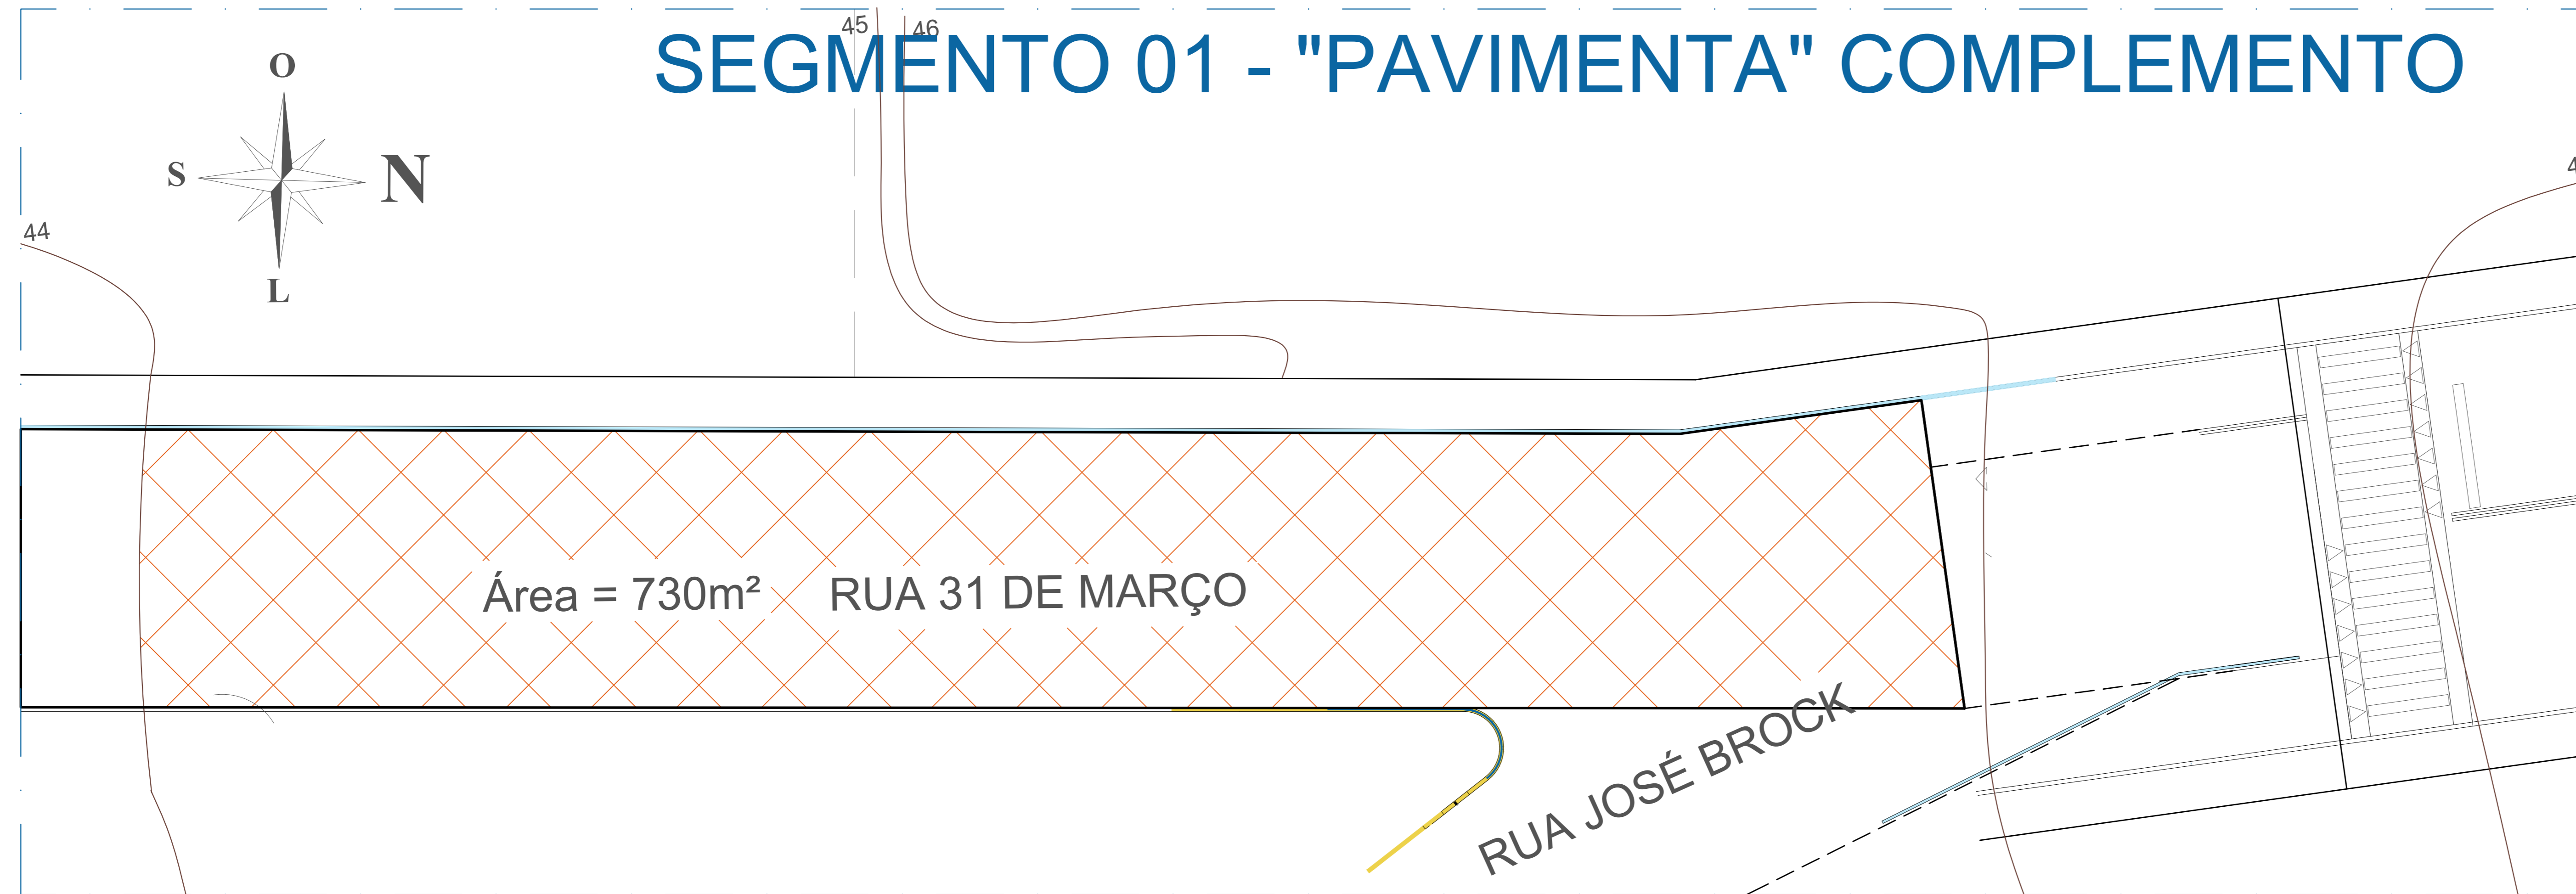 SEGMENTO 01 - "PAVIMENTA" COMPLEMENTO
45
46
O
S
N
L
44
Área = 730m²
RUA 31 DE MARÇO
RUA JOSÉ BROCK